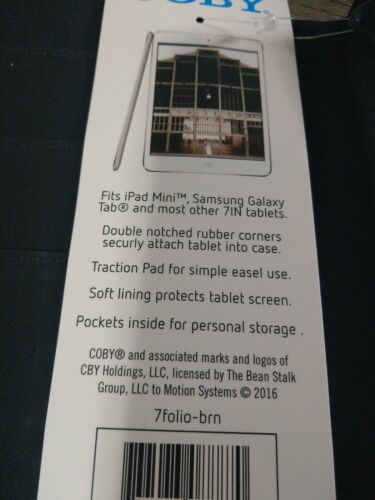 COBY®
Fits iPad Mini™, Samsung Galaxy
Tab® and most other 7IN tablets.
Double notched rubber corners
securly attach tablet into case.
Traction Pad for simple easel use.
Soft lining protects tablet screen.
Pockets inside for personal storage .
COBY® and associated marks and logos of
CBY Holdings, LLC, licensed by The Bean Stalk
Group, LLC to Motion Systems © 2016
7folio-brn